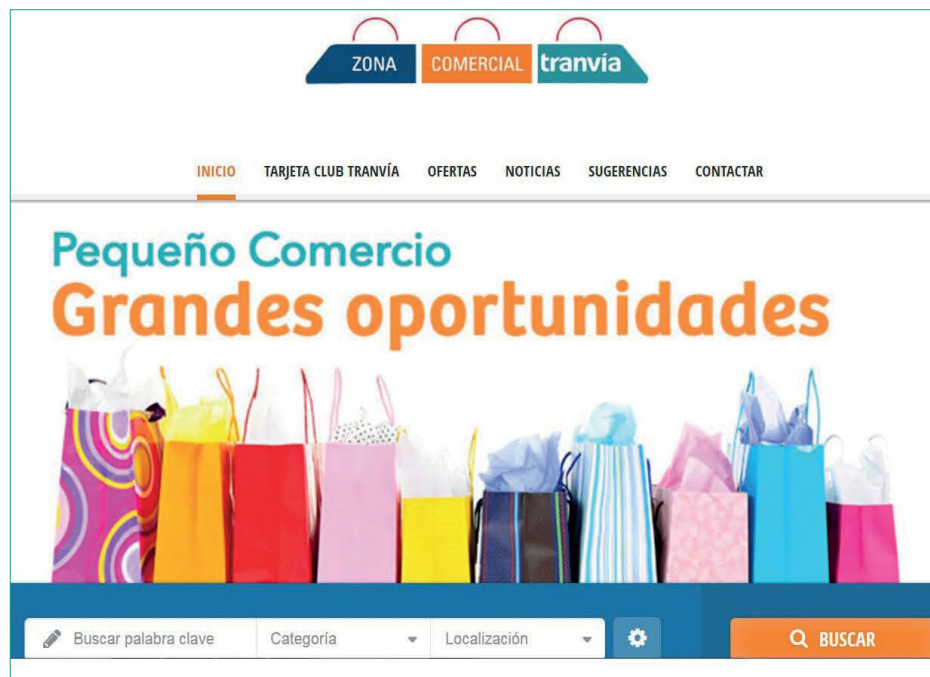 ZONA COMERCIAL tranvía
INICIO TARJETA CLUB TRANVÍA OFERTAS NOTICIAS SUGERENCIAS CONTACTAR
Pequeño Comercio
Grandes oportunidades
Buscar palabra clave Categoría Localización BUSCAR